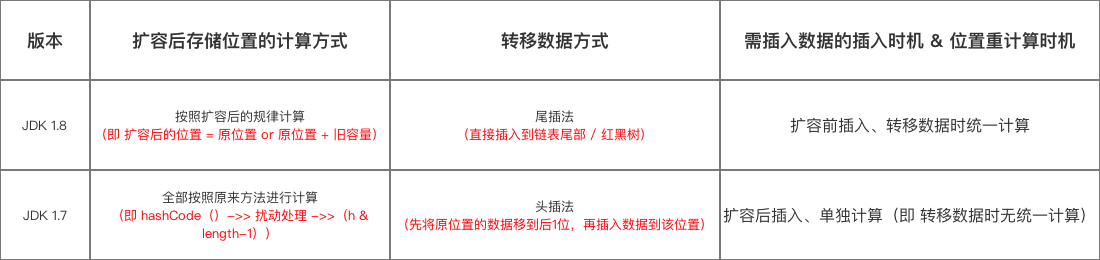 版本
扩容后存储位置的计算方式
转移数据方式
需插入数据的插入时机 & 位置重计算时机
JDK 1.8
按照扩容后的规律计算
（即 扩容后的位置 = 原位置 or 原位置 + 旧容量）
尾插法
（直接插入到链表尾部 / 红黑树）
扩容前插入、转移数据时统一计算
JDK 1.7
全部按照原来方法进行计算
（即 hashCode（）->> 扰动处理 ->>（h &
length-1））
头插法
（先将原位置的数据移到后1位，再插入数据到该位置）
扩容后插入、单独计算（即 转移数据时无统一计算）